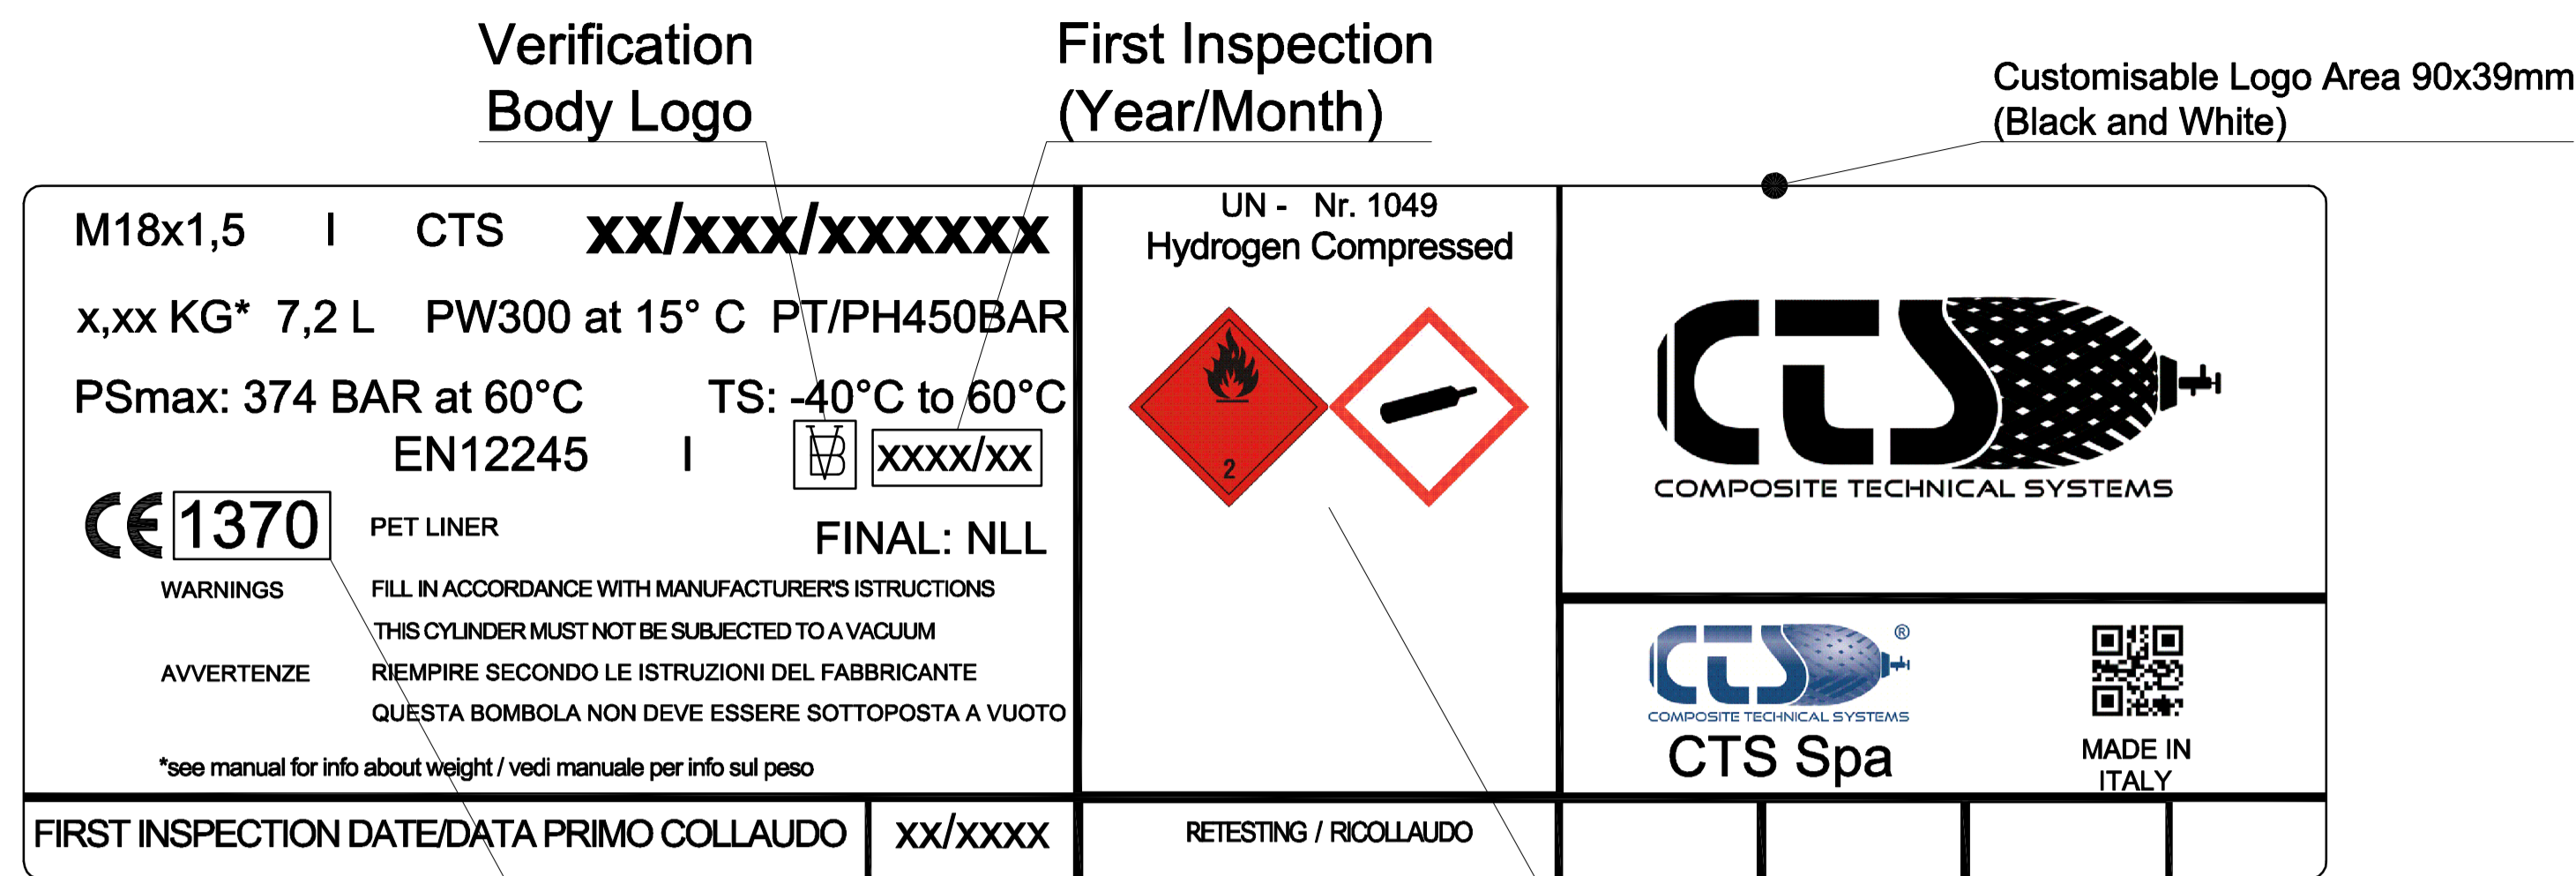 Verification
Body Logo
First Inspection
(Year/Month)
Customisable Logo Area 90x39mm
(Black and White)
M18x1,5 I CTS xx/xxx/xxxxxx
x,xx KG* 7,2 L PW300 at 15° C PT/PH450BAR
PSmax: 374 BAR at 60°C TS: -40°C to 60°C
EN12245 I VB xxxx/xx
CE 1370 PET LINER FINAL: NLL
WARNINGS FILL IN ACCORDANCE WITH MANUFACTURER'S ISTRUCTIONS
THIS CYLINDER MUST NOT BE SUBJECTED TO A VACUUM
AVVERTENZE RIEMPIRE SECONDO LE ISTRUZIONI DEL FABBRICANTE
QUESTA BOMBOLA NON DEVE ESSERE SOTTOPOSTA A VUOTO
*see manual for info about weight / vedi manuale per info sul peso
UN - Nr. 1049
Hydrogen Compressed
2
CTS
COMPOSITE TECHNICAL SYSTEMS
CTS ®
COMPOSITE TECHNICAL SYSTEMS
CTS Spa
MADE IN
ITALY
FIRST INSPECTION DATE/DATA PRIMO COLLAUDO xx/xxxx RETESTING / RICOLLAUDO